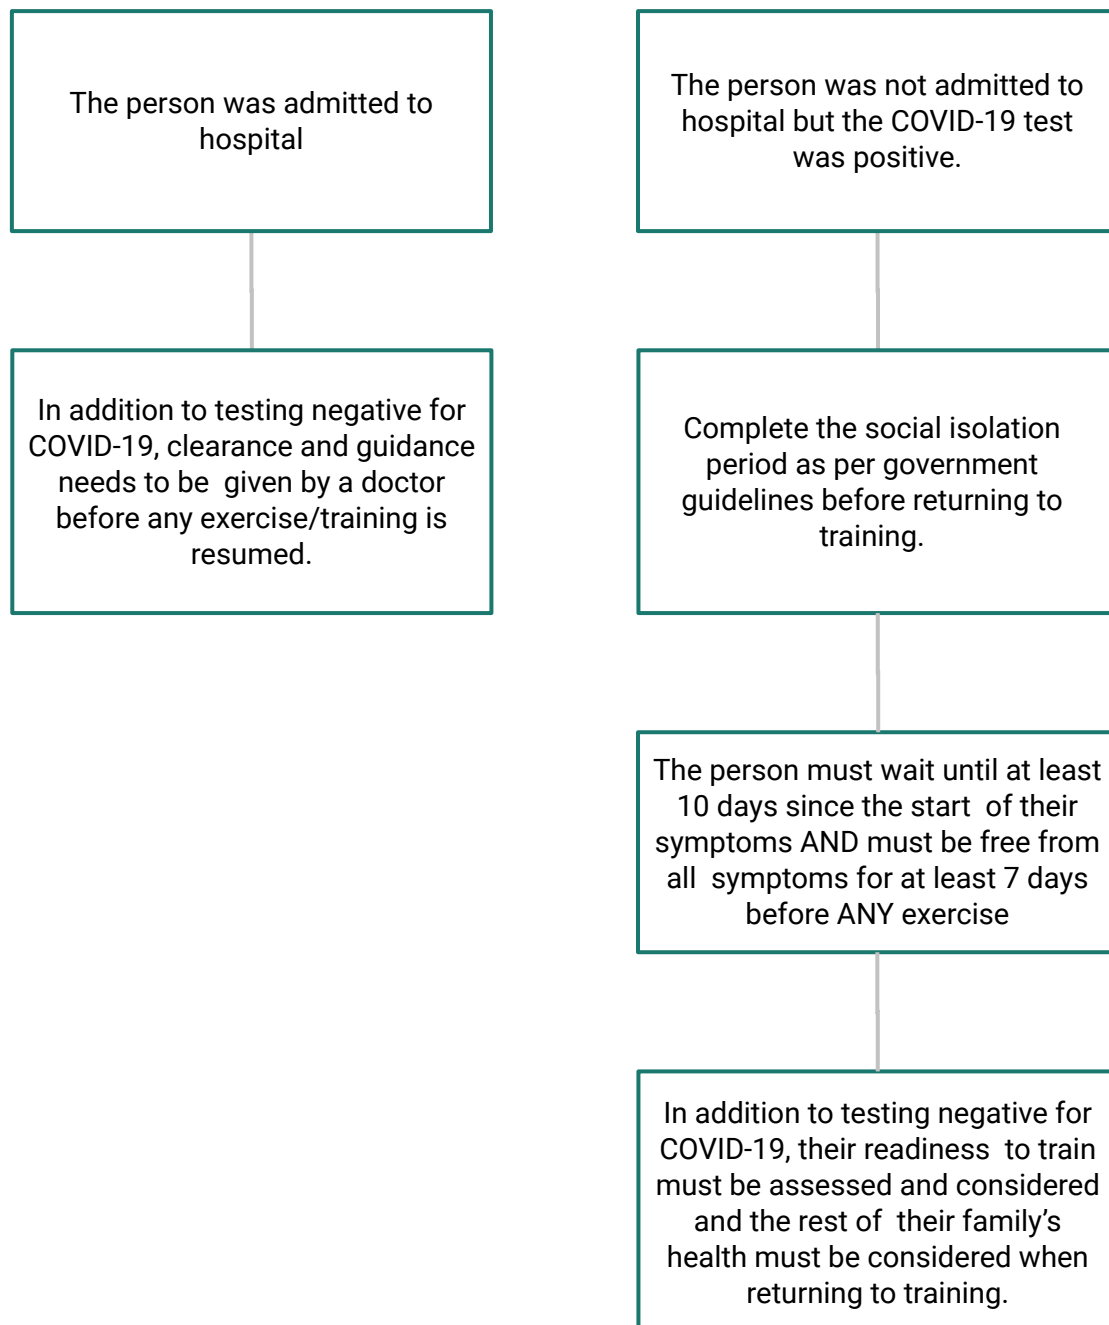 The person was admitted to
hospital
In addition to testing negative for
COVID-19, clearance and guidance
needs to be given by a doctor
before any exercise/training is
resumed.
The person was not admitted to
hospital but the COVID-19 test
was positive.
Complete the social isolation
period as per government
guidelines before returning to
training.
The person must wait until at least
10 days since the start of their
symptoms AND must be free from
all symptoms for at least 7 days
before ANY exercise
In addition to testing negative for
COVID-19, their readiness to train
must be assessed and considered
and the rest of their family’s
health must be considered when
returning to training.